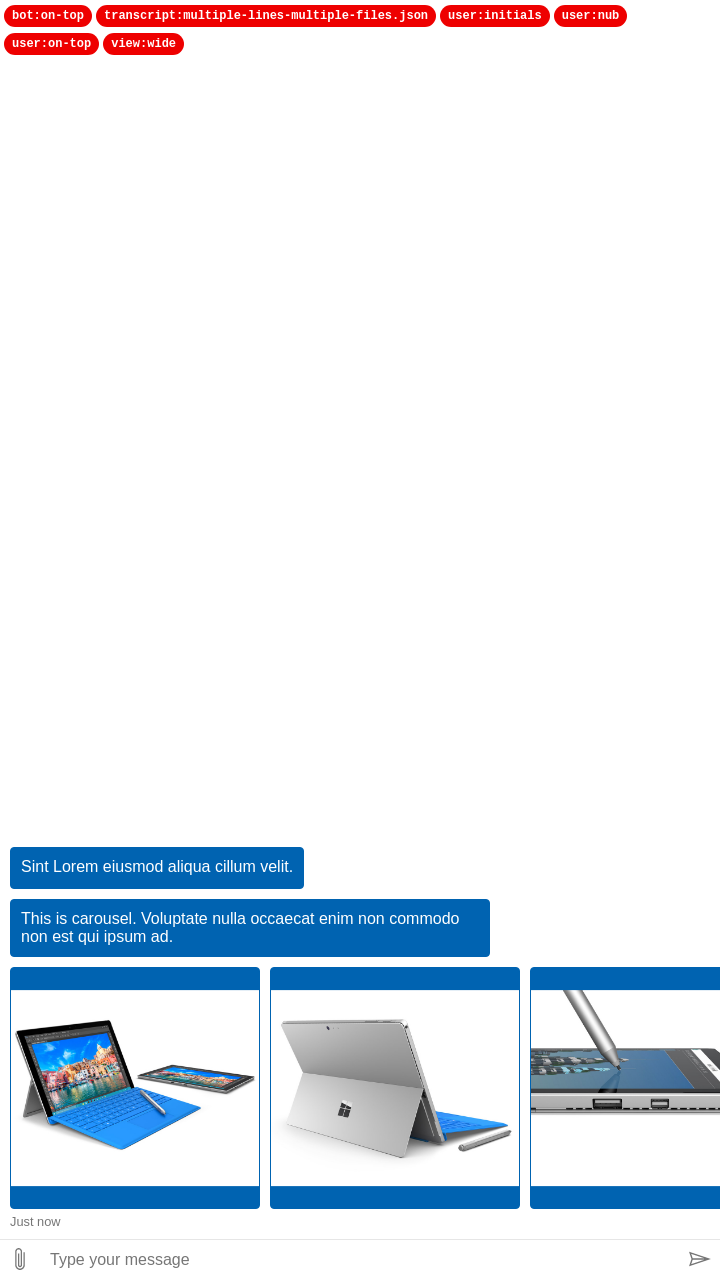 bot:on-top transcript:multiple-lines-multiple-files.json user:initials user:nub
user:on-top view:wide
Sint Lorem eiusmod aliqua cillum velit.
This is carousel. Voluptate nulla occaecat enim non commodo
non est qui ipsum ad.
Just now
Type your message